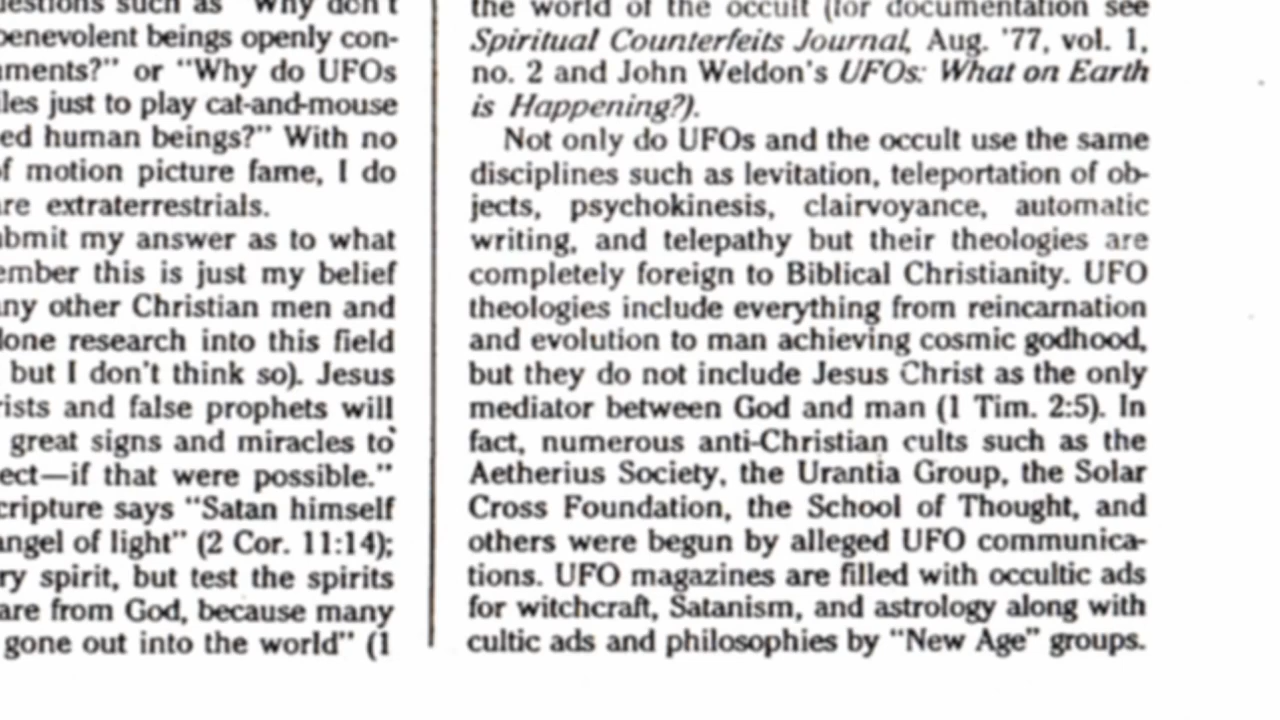 uestions such as "Why don't
benevolent beings openly con-
ments?" or "Why do UFOs
les just to play cat-and-mouse
ed human beings?" With no
f motion picture fame, I do
re extraterrestrials.
bmit my answer as to what
ember this is just my belief
ny other Christian men and
one research into this field
but I don't think so). Jesus
ists and false prophets will
great signs and miracles to
ect—if that were possible."
cripture says "Satan himself
angel of light" (2 Cor. 11:14);
ry spirit, but test the spirits
are from God, because many
gone out into the world" (1
the world of the occult (for documentation see
Spiritual Counterfeits Journal, Aug. '77, vol. 1,
no. 2 and John Weldon's UFOs: What on Earth
is Happening?).
Not only do UFOs and the occult use the same
disciplines such as levitation, teleportation of ob-
jects, psychokinesis, clairvoyance, automatic
writing, and telepathy but their theologies are
completely foreign to Biblical Christianity. UFO
theologies include everything from reincarnation
and evolution to man achieving cosmic godhood,
but they do not include Jesus Christ as the only
mediator between God and man (1 Tim. 2:5). In
fact, numerous anti-Christian cults such as the
Aetherius Society, the Urantia Group, the Solar
Cross Foundation, the School of Thought, and
others were begun by alleged UFO communica-
tions. UFO magazines are filled with occultic ads
for witchcraft, Satanism, and astrology along with
cultic ads and philosophies by "New Age" groups.